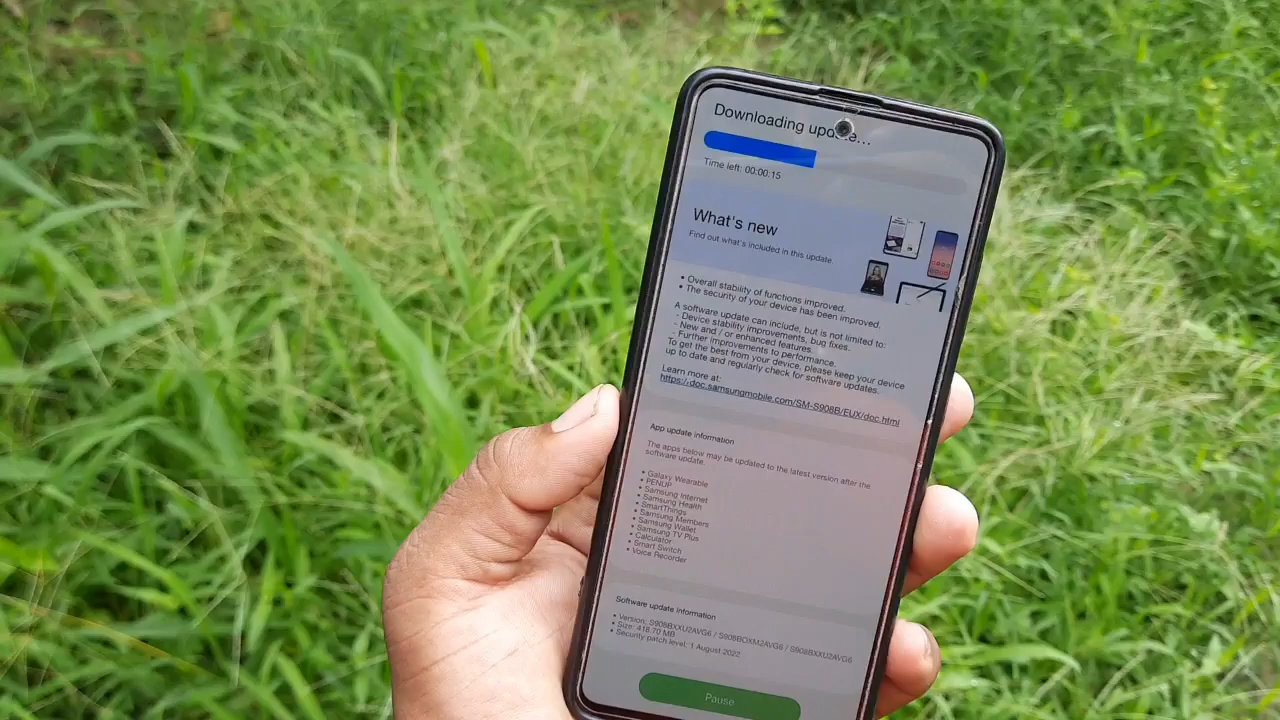 Downloading update...
Time left: 00:00:15
What's new
Find out what's included in this update.
• Overall stability of functions improved.
• The security of your device has been improved.
A software update can include, but is not limited to:
- Device stability improvements, bug fixes.
- New and / or enhanced features.
- Further improvements to performance.
To get the best from your device, please keep your device
up to date and regularly check for software updates.
Learn more at:
https://doc.samsungmobile.com/SM-S908B/EUX/doc.html
App update information
The apps below may be updated to the latest version after the
software update.
• Galaxy Wearable
• PENUP
• Samsung Internet
• Samsung Health
• SmartThings
• Samsung Members
• Samsung Wallet
• Samsung TV Plus
• Calculator
• Smart Switch
• Voice Recorder
Software update information
• Version: S908BXXU2AVG6 / S908BOXM2AVG6 / S908BXXU2AVG6
• Size: 418.70 MB
• Security patch level: 1 August 2022
Pause